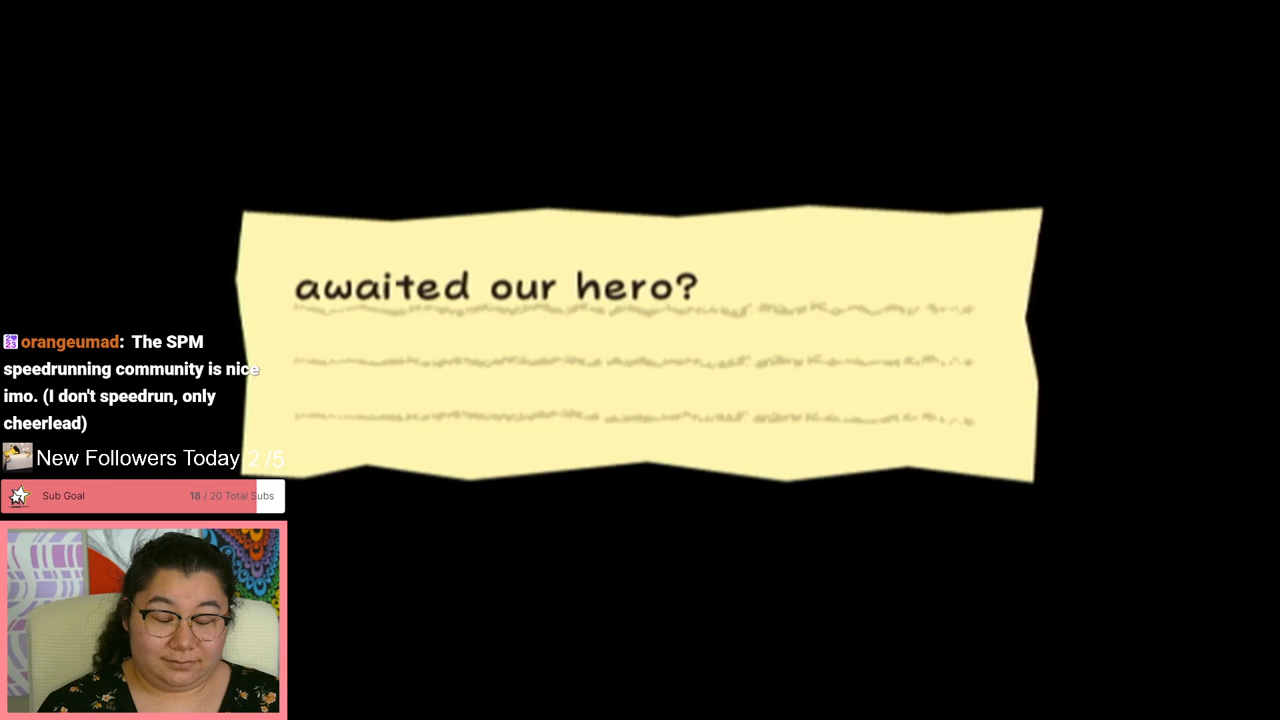 awaited our hero?
orangeumad: The SPM
speedrunning community is nice
imo. (I don't speedrun, only
cheerlead)
New Followers Today 2/5
Sub Goal 18 / 20 Total Subs